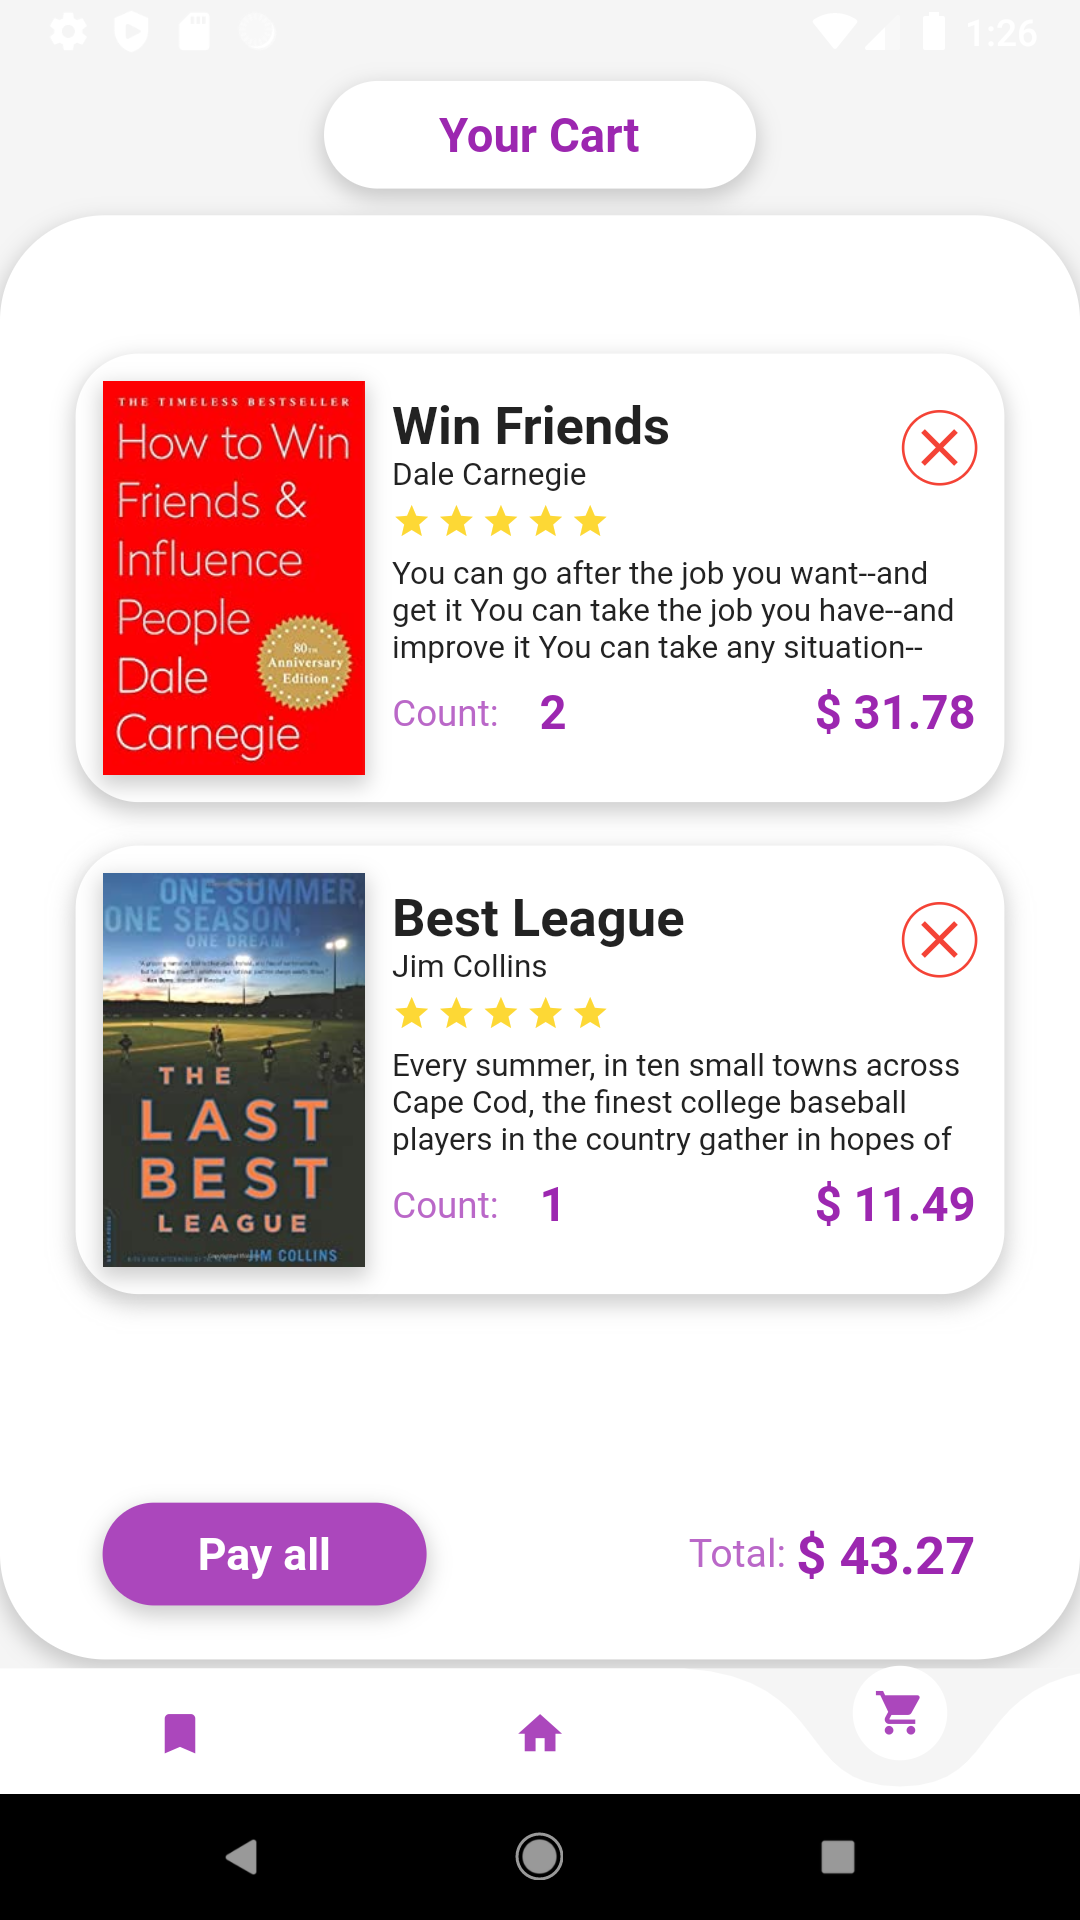 1:26
Your Cart
THE TIMELESS BESTSELLER
How to Win
Friends &
Influence
People
Dale
Carnegie
80TH
Anniversary
Edition
Win Friends
Dale Carnegie
You can go after the job you want--and
get it You can take the job you have--and
improve it You can take any situation--
Count: 2 $ 31.78
ONE SUMMER,
ONE SEASON,
ONE DREAM
THE
LAST
BEST
LEAGUE
JIM COLLINS
Best League
Jim Collins
Every summer, in ten small towns across
Cape Cod, the finest college baseball
players in the country gather in hopes of
Count: 1 $ 11.49
Pay all
Total: $ 43.27